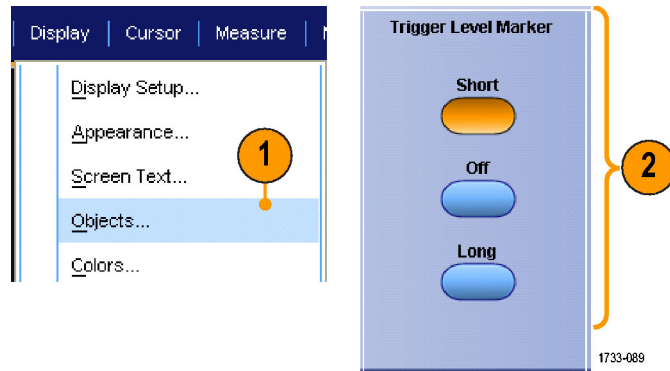 Display | Cursor | Measure |
Display Setup...
Appearance...
1
Screen Text...
Objects...
Colors...
Trigger Level Marker
Short
Off
Long
2
1733-089